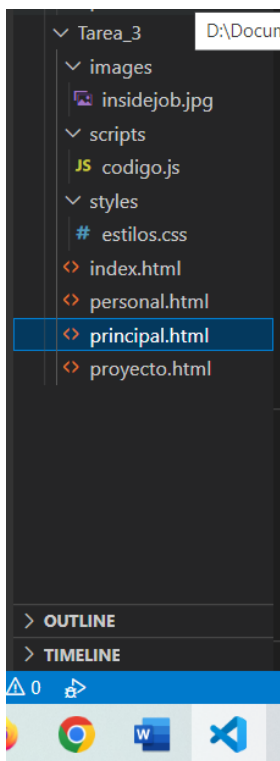 Tarea_3
D:\Docum
images
insidejob.jpg
scripts
JS codigo.js
styles
# estilos.css
<> index.html
<> personal.html
<> principal.html
<> proyecto.html
OUTLINE
TIMELINE
0
W